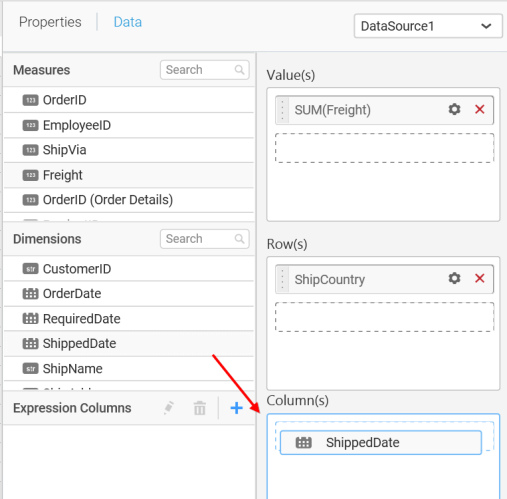 Properties
Data
DataSource1
Measures
Search
123 OrderID
123 EmployeeID
123 ShipVia
123 Freight
123 OrderID (Order Details)
Dimensions
Search
str CustomerID
OrderDate
RequiredDate
ShippedDate
str ShipName
Expression Columns
Value(s)
SUM(Freight)
Row(s)
ShipCountry
Column(s)
ShippedDate